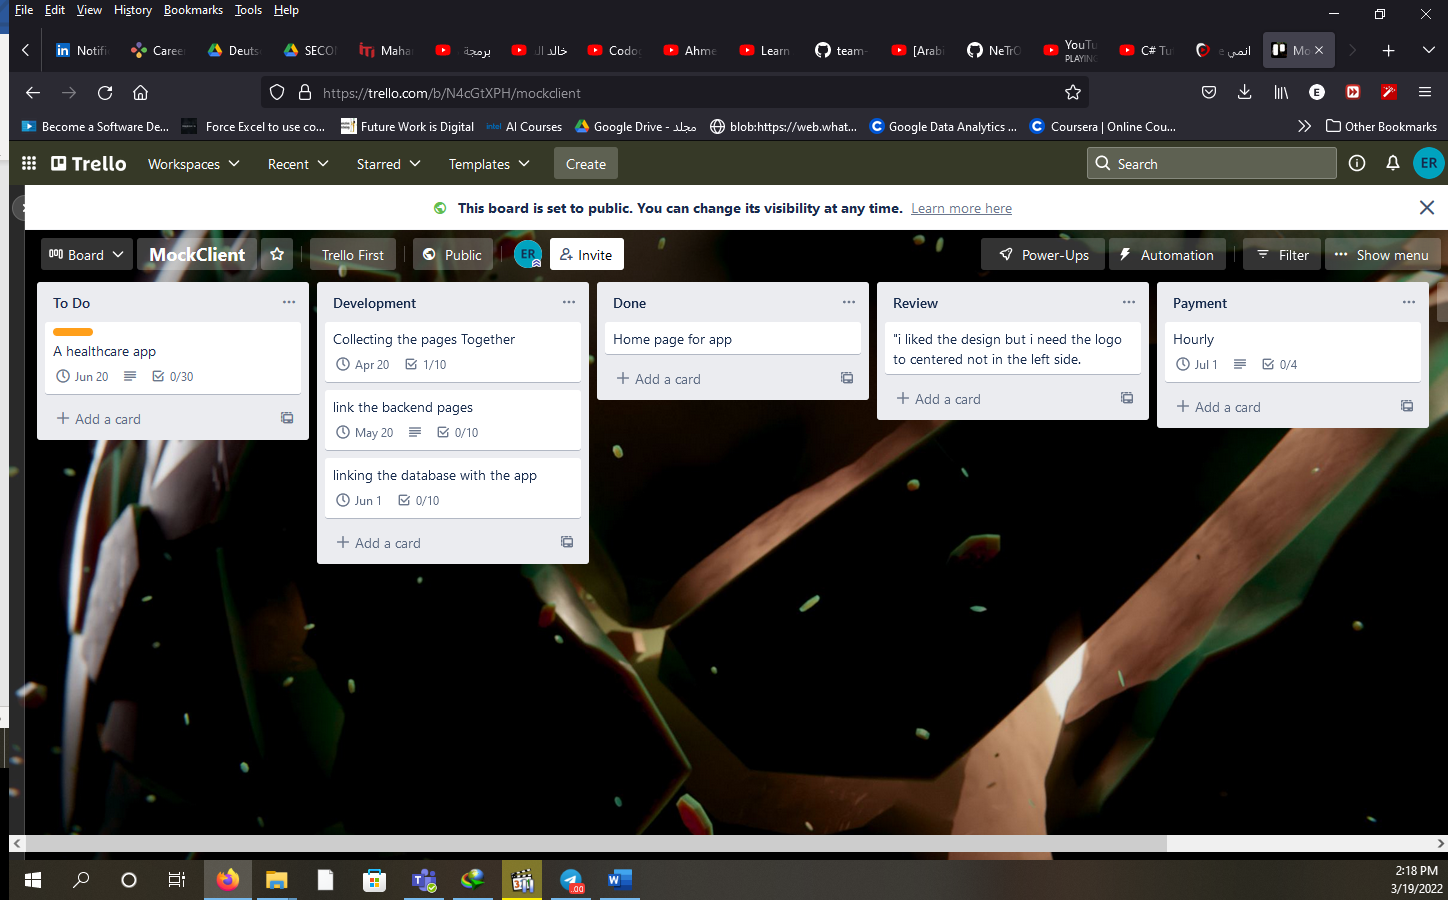 File Edit View History Bookmarks Tools Help
Notifi
Caree
Deuts
SECO
Maha
برمجة
خالد ال
Codo
Ahme
Learn
team-
[Arabi
NeTrO
YouTu
PLAYING
C# Tu
انمي e
Mo
https://trello.com/b/N4cGtXPH/mockclient
E
Become a Software De...
Force Excel to use co...
Future Work is Digital
intel AI Courses
Google Drive - مجلد
blob:https://web.what...
Google Data Analytics ...
Coursera | Online Cou...
Other Bookmarks
Trello Workspaces Recent Starred Templates Create Search ER
This board is set to public. You can change its visibility at any time. Learn more here
Board MockClient Trello First Public ER Invite Power-Ups Automation Filter Show menu
To Do
A healthcare app
Jun 20 0/30
+ Add a card
Development
Collecting the pages Together
Apr 20 1/10
link the backend pages
May 20 0/10
linking the database with the app
Jun 1 0/10
+ Add a card
Done
Home page for app
+ Add a card
Review
"i liked the design but i need the logo
to centered not in the left side.
+ Add a card
Payment
Hourly
Jul 1 0/4
+ Add a card
2:18 PM
3/19/2022